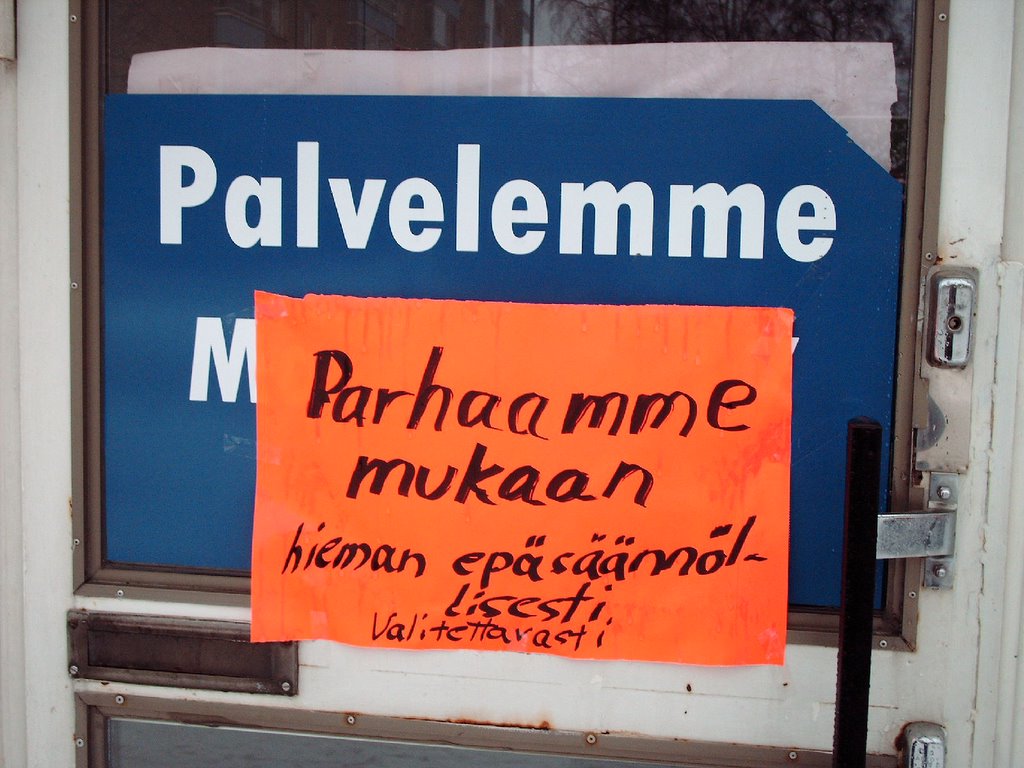 Palvelemme
M
Parhaamme
mukaan
hieman epäsäännöl-
lisesti
Valitettavasti